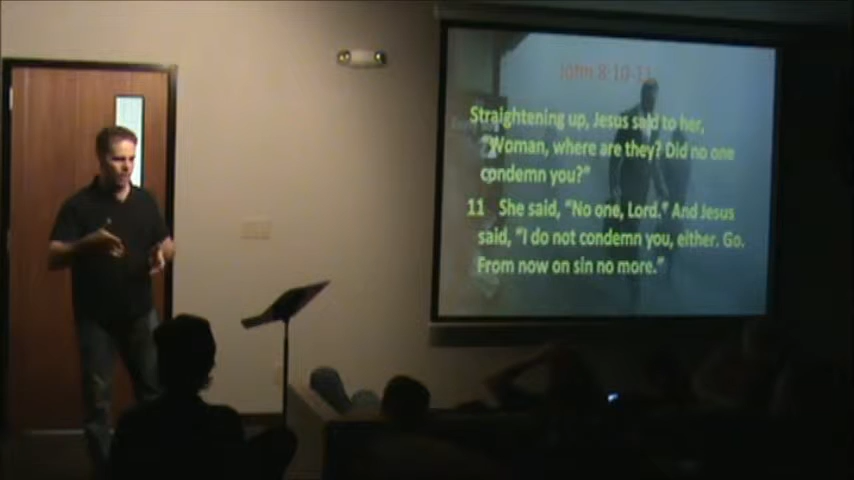 John 8:10-11
Straightening up, Jesus said to her,
"Woman, where are they? Did no one
condemn you?"
11 She said, "No one, Lord." And Jesus
said, "I do not condemn you, either. Go.
From now on sin no more."